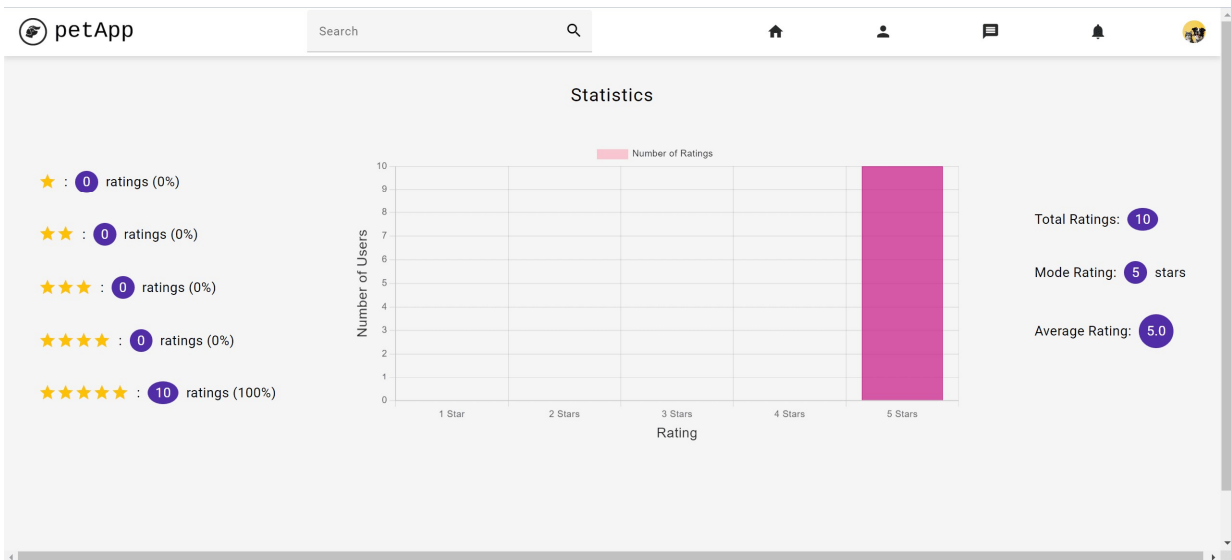 petApp
Search
Statistics
★ : 0 ratings (0%)
★★ : 0 ratings (0%)
★★★ : 0 ratings (0%)
★★★★ : 0 ratings (0%)
★★★★★ : 10 ratings (100%)
Number of Ratings
Number of Users
10
9
8
7
6
5
4
3
2
1
0
1 Star 2 Stars 3 Stars 4 Stars 5 Stars
Rating
Total Ratings: 10
Mode Rating: 5 stars
Average Rating: 5.0